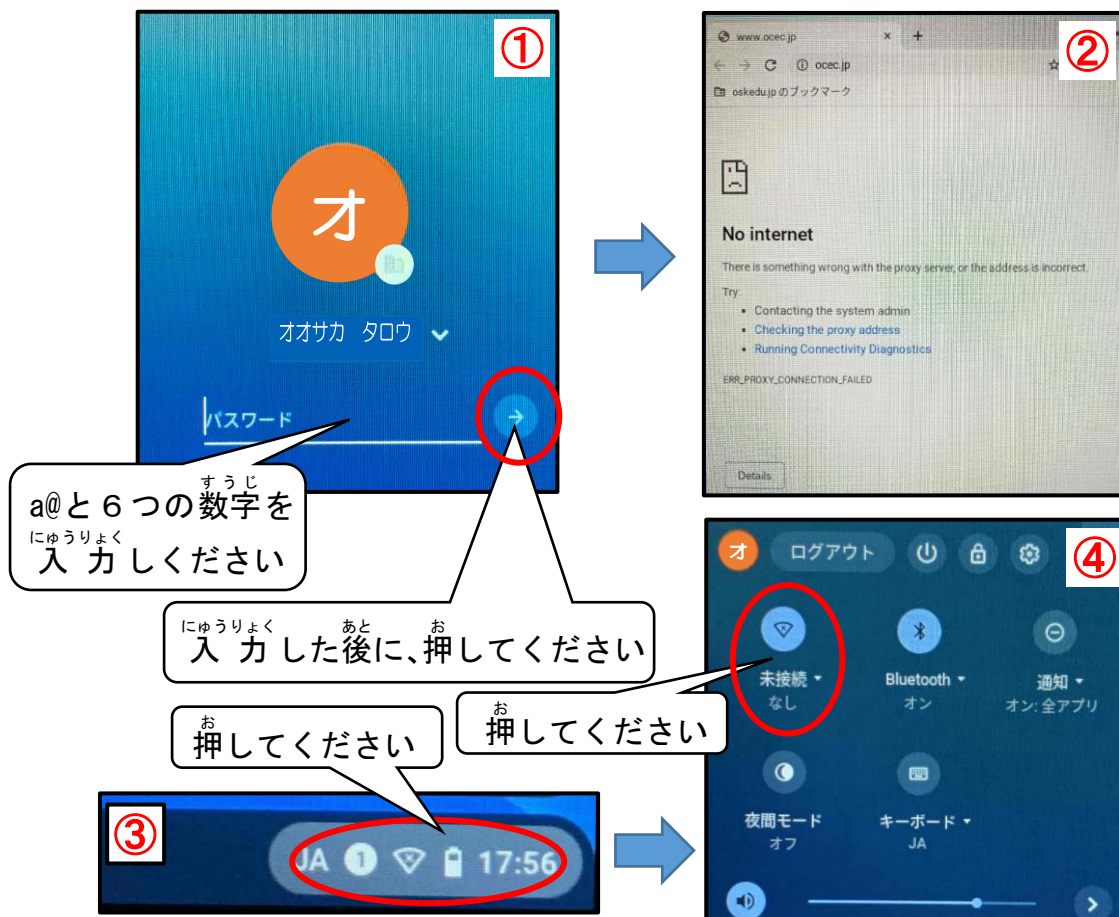 ①
オ
オオサカ タロウ
パスワード
a@と６つの数字を
すうじ
入力しください
にゅうりょく
入力した後に、押してください
にゅうりょく あと お
②
www.ocec.jp
ocec.jp
oskedu.jp のブックマーク
No internet
There is something wrong with the proxy server, or the address is incorrect.
Try:
• Contacting the system admin
• Checking the proxy address
• Running Connectivity Diagnostics
ERR_PROXY_CONNECTION_FAILED
Details
③
押してください
お
JA 1 17:56
④
オ ログアウト
未接続 Bluetooth 通知
なし オン オン: 全アプリ
押してください
お
夜間モード キーボード
オフ JA